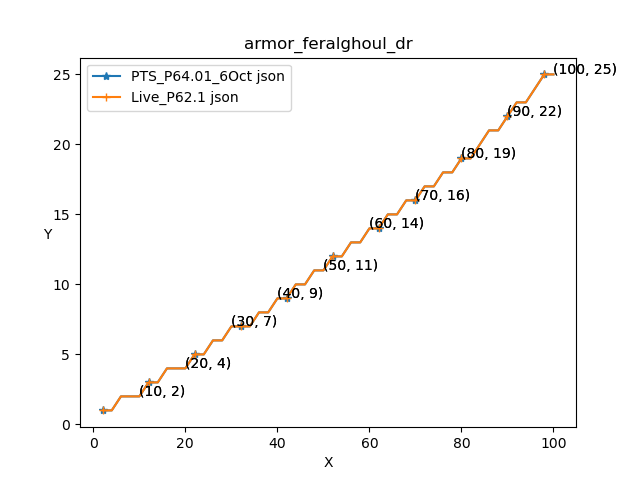 armor_feralghoul_dr
PTS_P64.01_6Oct json
Live_P62.1 json
25
20
15
10
5
0
Y
(100, 25)
(90, 22)
(80, 19)
(70, 16)
(60, 14)
(50, 11)
(40, 9)
(30, 7)
(20, 4)
(10, 2)
0 20 40 60 80 100
X